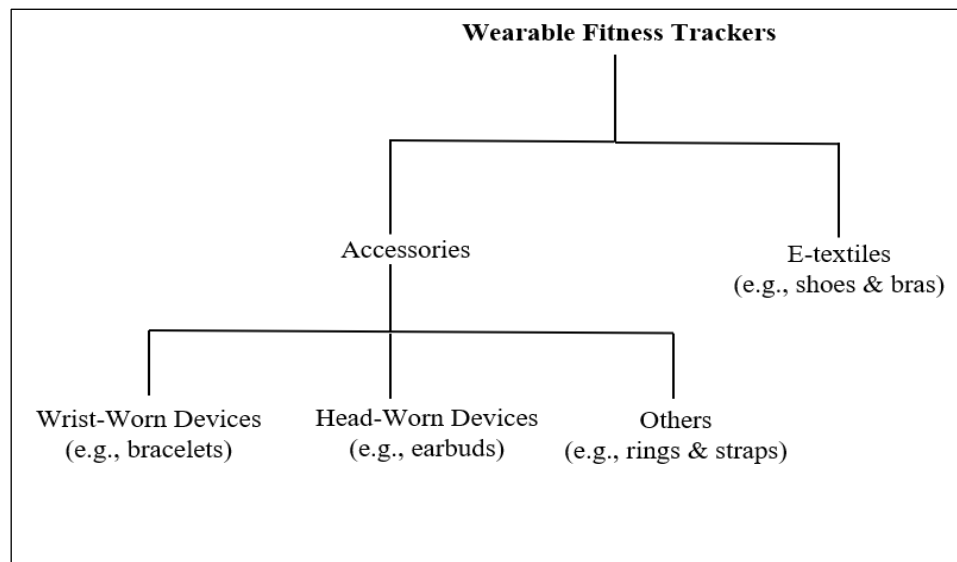 Wearable Fitness Trackers
Accessories
E-textiles
(e.g., shoes & bras)
Wrist-Worn Devices
(e.g., bracelets)
Head-Worn Devices
(e.g., earbuds)
Others
(e.g., rings & straps)